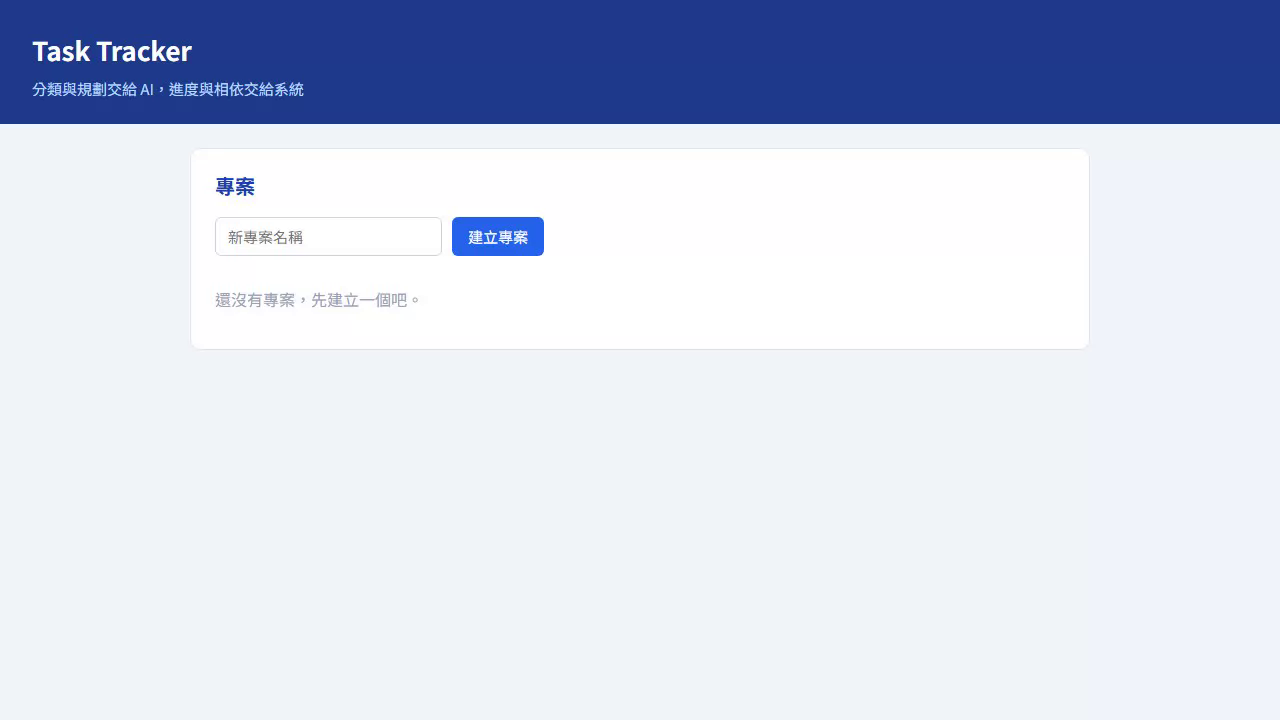 Task Tracker
分類與規劃交給 AI，進度與相依交給系統
專案
新專案名稱
建立專案
還沒有專案，先建立一個吧。